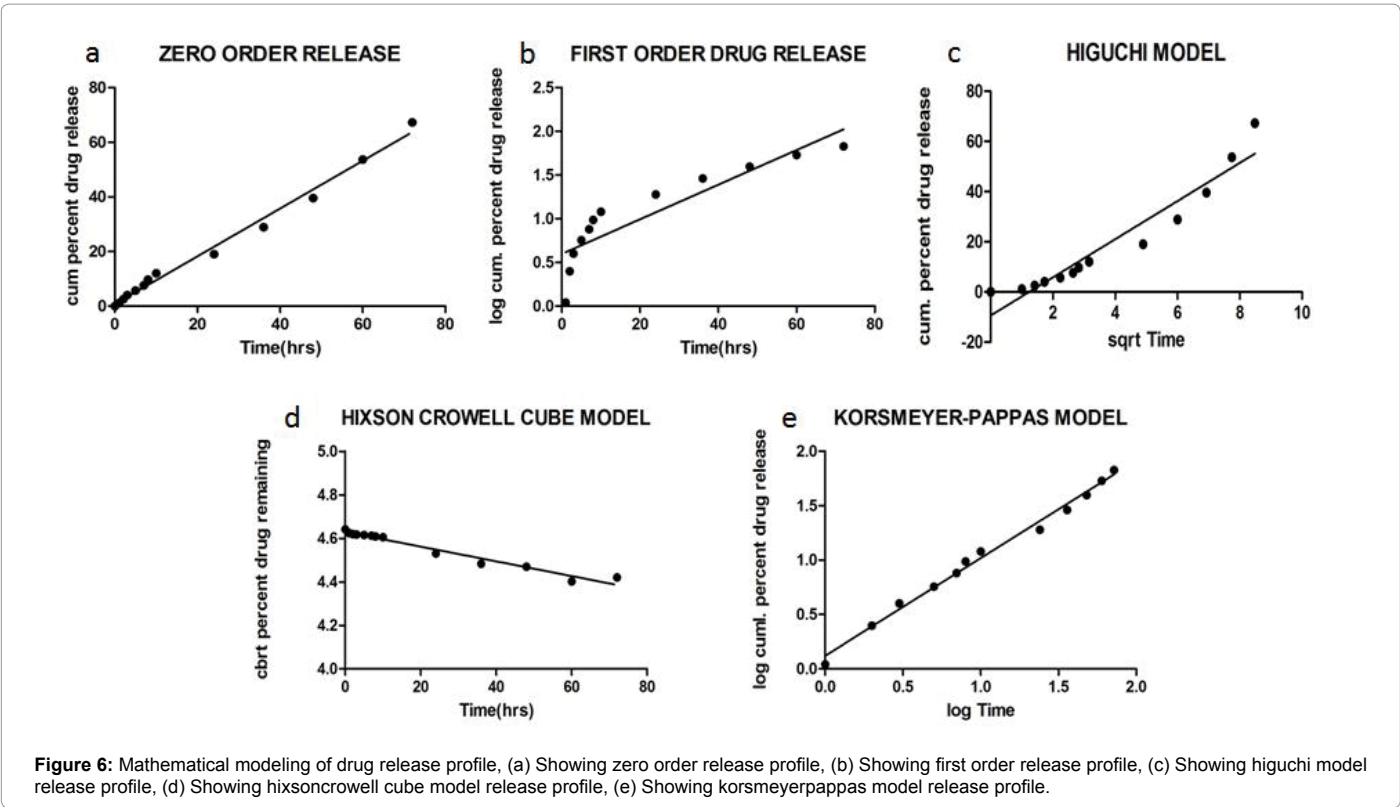 a ZERO ORDER RELEASE
cum percent drug release
80
60
40
20
0
0 20 40 60 80
Time(hrs)
b FIRST ORDER DRUG RELEASE
log cum. percent drug release
2.5
2.0
1.5
1.0
0.5
0.0
0 20 40 60 80
Time(hrs)
c HIGUCHI MODEL
cum. percent drug release
80
60
40
20
0
-20
2 4 6 8 10
sqrt Time
d HIXSON CROWELL CUBE MODEL
cbrt percent drug remaining
5.0
4.8
4.6
4.4
4.2
4.0
0 20 40 60 80
Time(hrs)
e KORSMEYER-PAPPAS MODEL
log cuml. percent drug release
2.0
1.5
1.0
0.5
0.0
0.0 0.5 1.0 1.5 2.0
log Time
Figure 6: Mathematical modeling of drug release profile, (a) Showing zero order release profile, (b) Showing first order release profile, (c) Showing higuchi model
release profile, (d) Showing hixsoncrowell cube model release profile, (e) Showing korsmeyerpappas model release profile.